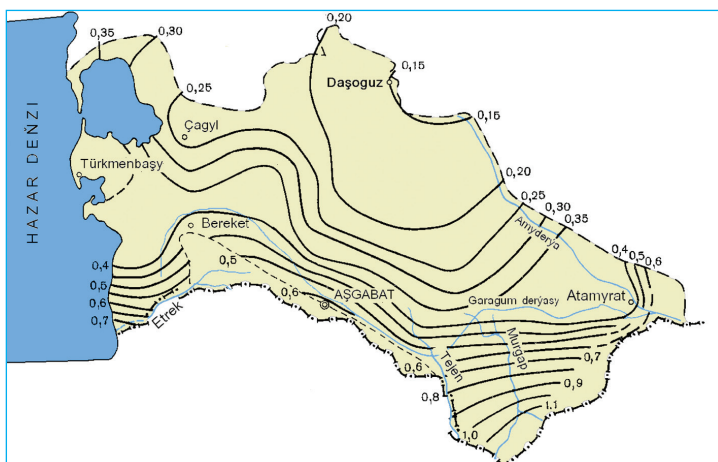 0,20
0,35
0,30
0,15
Daşoguz
0,25
0,15
Çagyl
Türkmenbaşy
0,20
0,25
0,30
0,35
HAZAR DEŇZI
Amyderýa
Bereket
0,4
0,5
0,6
0,4
0,5
0,5
0,6
AŞGABAT
Garagum derýasy
Atamyrat
0,6
0,7
Etrek
Tejen
Murgap
0,7
0,6
0,9
0,8
1.1
1,0